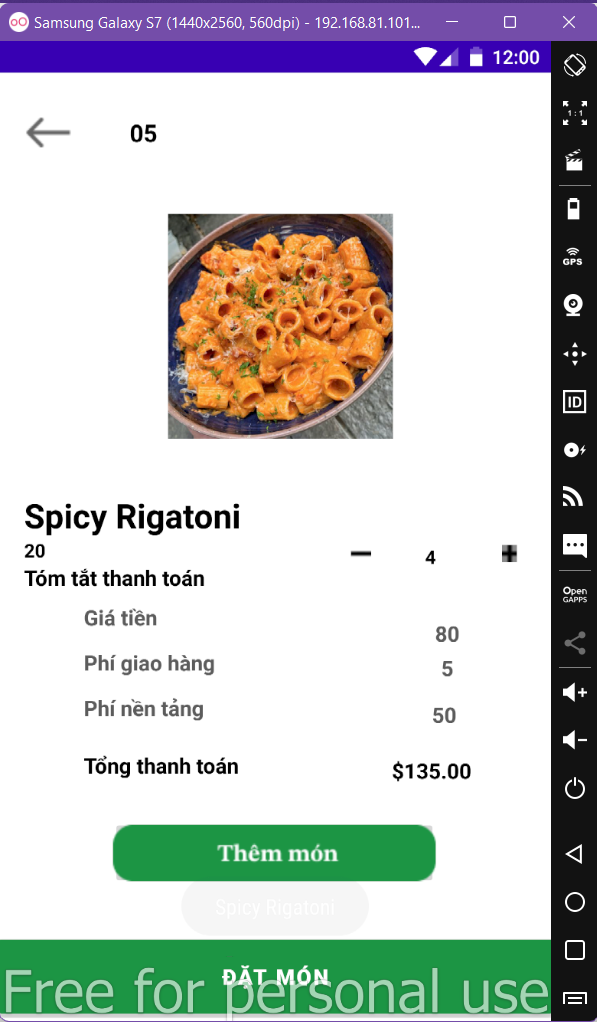 Samsung Galaxy S7 (1440x2560, 560dpi) - 192.168.81.101...
12:00
05
1:1
GPS
ID
Spicy Rigatoni
20
4
Tóm tắt thanh toán
Open
GAPPS
Giá tiền
80
Phí giao hàng
5
Phí nền tảng
50
Tổng thanh toán
$135.00
Thêm món
Spicy Rigatoni
ĐẶT MÓN
Free for personal use